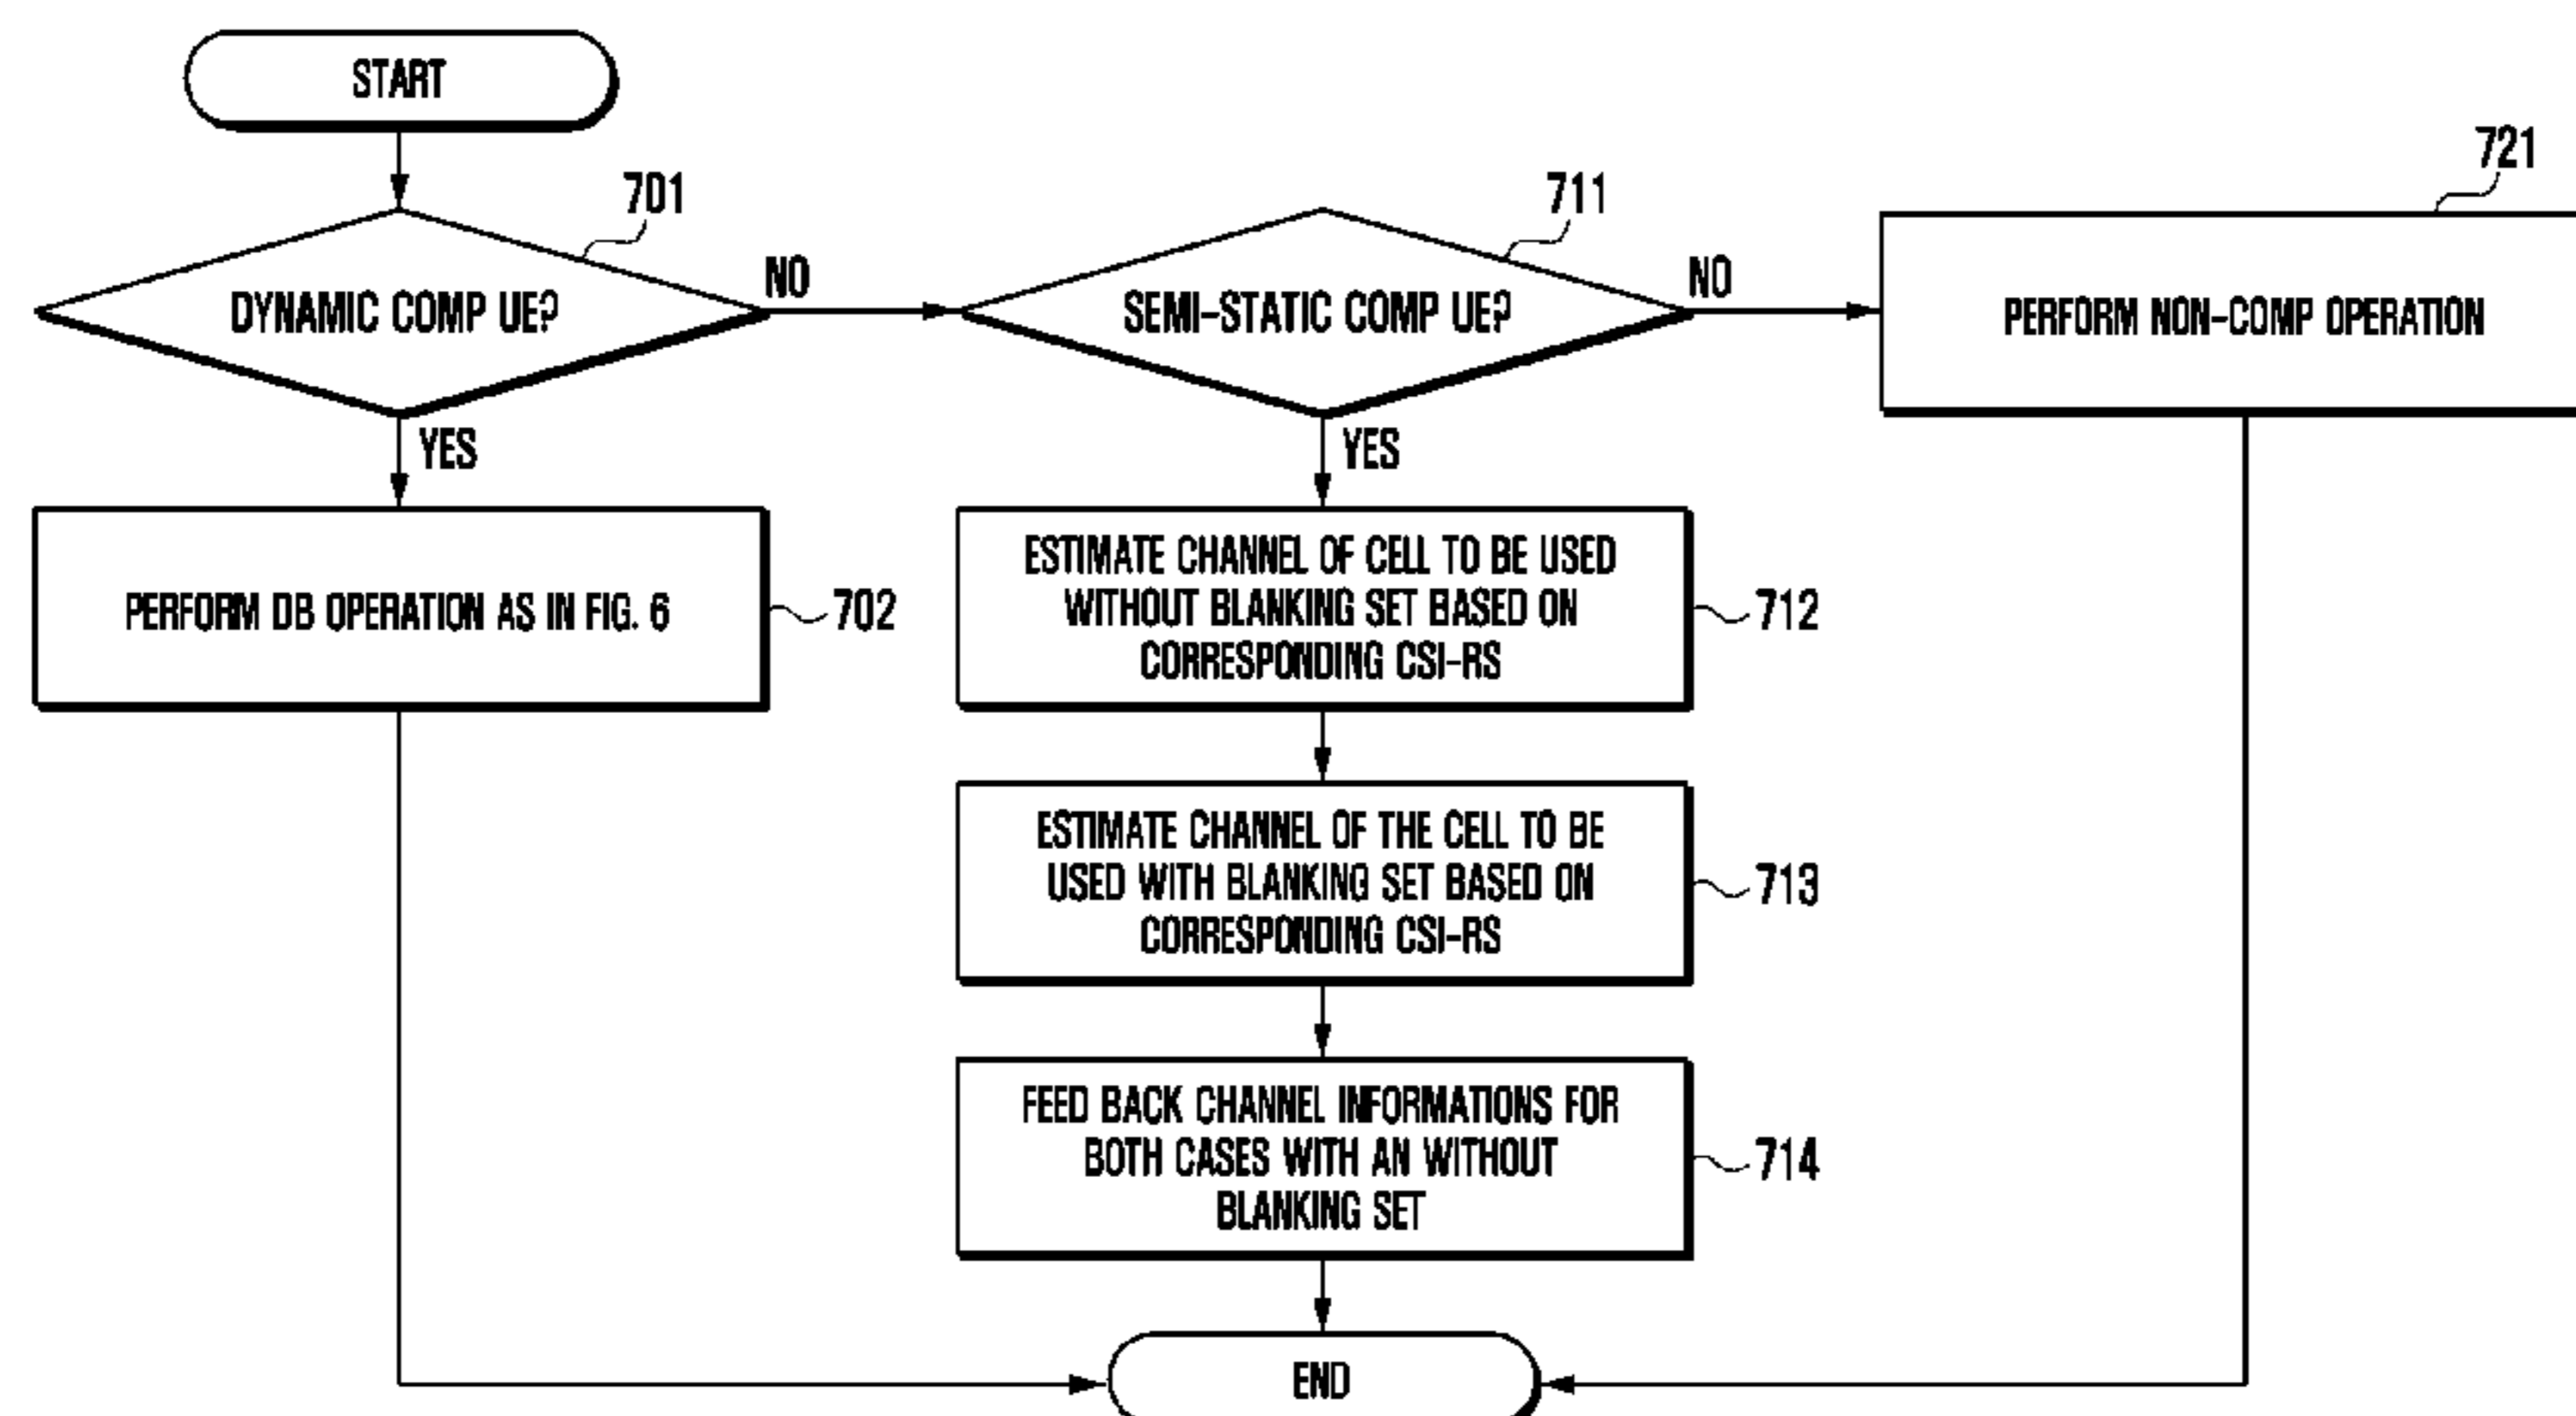 START
701
DYNAMIC COMP UE?
NO
YES
PERFORM DB OPERATION AS IN FIG. 6
702
711
SEMI-STATIC COMP UE?
NO
YES
ESTIMATE CHANNEL OF CELL TO BE USED
WITHOUT BLANKING SET BASED ON
CORRESPONDING CSI-RS
712
ESTIMATE CHANNEL OF THE CELL TO BE
USED WITH BLANKING SET BASED ON
CORRESPONDING CSI-RS
713
FEED BACK CHANNEL INFORMATIONS FOR
BOTH CASES WITH AN WITHOUT
BLANKING SET
714
721
PERFORM NON-COMP OPERATION
END